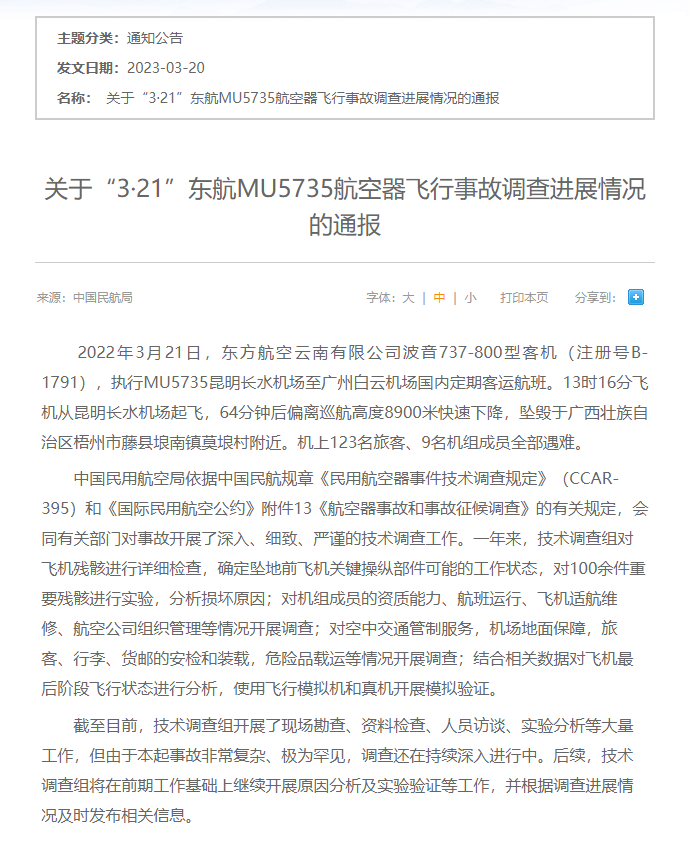 主题分类：通知公告
发文日期：2023-03-20
名称： 关于“3·21”东航MU5735航空器飞行事故调查进展情况的通报
关于“3·21”东航MU5735航空器飞行事故调查进展情况
的通报
来源：中国民航局 字体：大 | 中 | 小 打印本页 分享到：
2022年3月21日，东方航空云南有限公司波音737-800型客机（注册号B-
1791），执行MU5735昆明长水机场至广州白云机场国内定期客运航班。13时16分飞
机从昆明长水机场起飞，64分钟后偏离巡航高度8900米快速下降，坠毁于广西壮族自
治区梧州市藤县埌南镇莫埌村附近。机上123名旅客、9名机组成员全部遇难。
中国民用航空局依据中国民航规章《民用航空器事件技术调查规定》（CCAR-
395）和《国际民用航空公约》附件13《航空器事故和事故征候调查》的有关规定，会
同有关部门对事故开展了深入、细致、严谨的技术调查工作。一年来，技术调查组对
飞机残骸进行详细检查，确定坠地前飞机关键操纵部件可能的工作状态，对100余件重
要残骸进行实验，分析损坏原因；对机组成员的资质能力、航班运行、飞机适航维
修、航空公司组织管理等情况开展调查；对空中交通管制服务，机场地面保障，旅
客、行李、货邮的安检和装载，危险品载运等情况开展调查；结合相关数据对飞机最
后阶段飞行状态进行分析，使用飞行模拟机和真机开展模拟验证。
截至目前，技术调查组开展了现场勘查、资料检查、人员访谈、实验分析等大量
工作，但由于本起事故非常复杂、极为罕见，调查还在持续深入进行中。后续，技术
调查组将在前期工作基础上继续开展原因分析及实验验证等工作，并根据调查进展情
况及时发布相关信息。